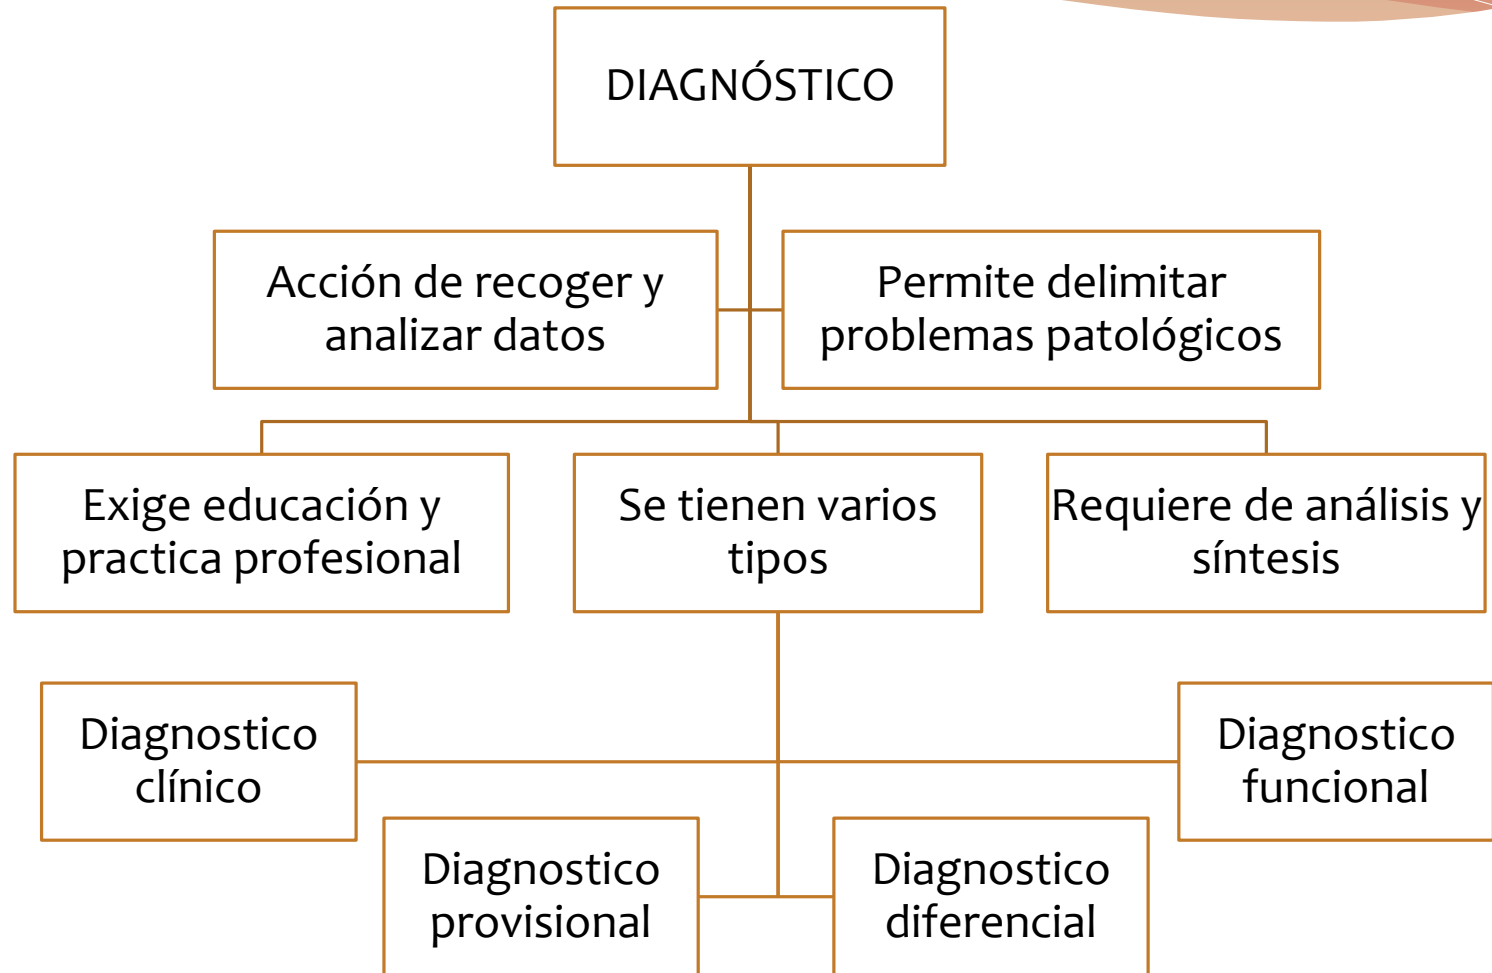 DIAGNÓSTICO
Acción de recoger y
analizar datos
Permite delimitar
problemas patológicos
Exige educación y
practica profesional
Se tienen varios
tipos
Requiere de análisis y
síntesis
Diagnostico
clínico
Diagnostico
funcional
Diagnostico
provisional
Diagnostico
diferencial